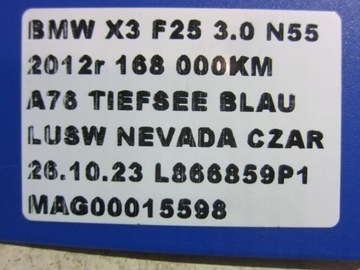 BMW X3 F25 3.0 N55
2012r 168 000KM
A76 TIEFSEE BLAU
LUSW NEVADA CZAR
26.10.23 L866859P1
MAG00015598